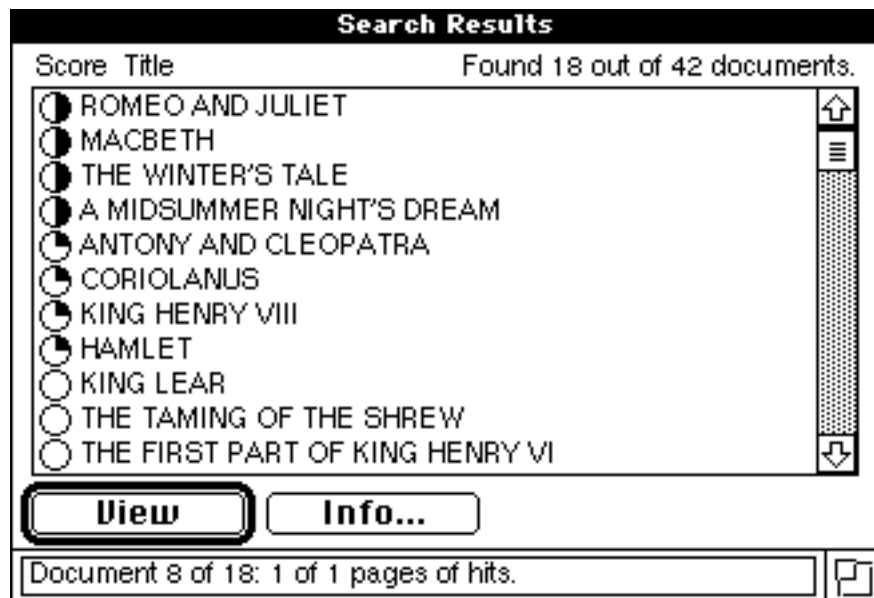 Search Results
Score Title Found 18 out of 42 documents.
ROMEO AND JULIET
MACBETH
THE WINTER'S TALE
A MIDSUMMER NIGHT'S DREAM
ANTONY AND CLEOPATRA
CORIOLANUS
KING HENRY VIII
HAMLET
KING LEAR
THE TAMING OF THE SHREW
THE FIRST PART OF KING HENRY VI
View Info...
Document 8 of 18: 1 of 1 pages of hits.